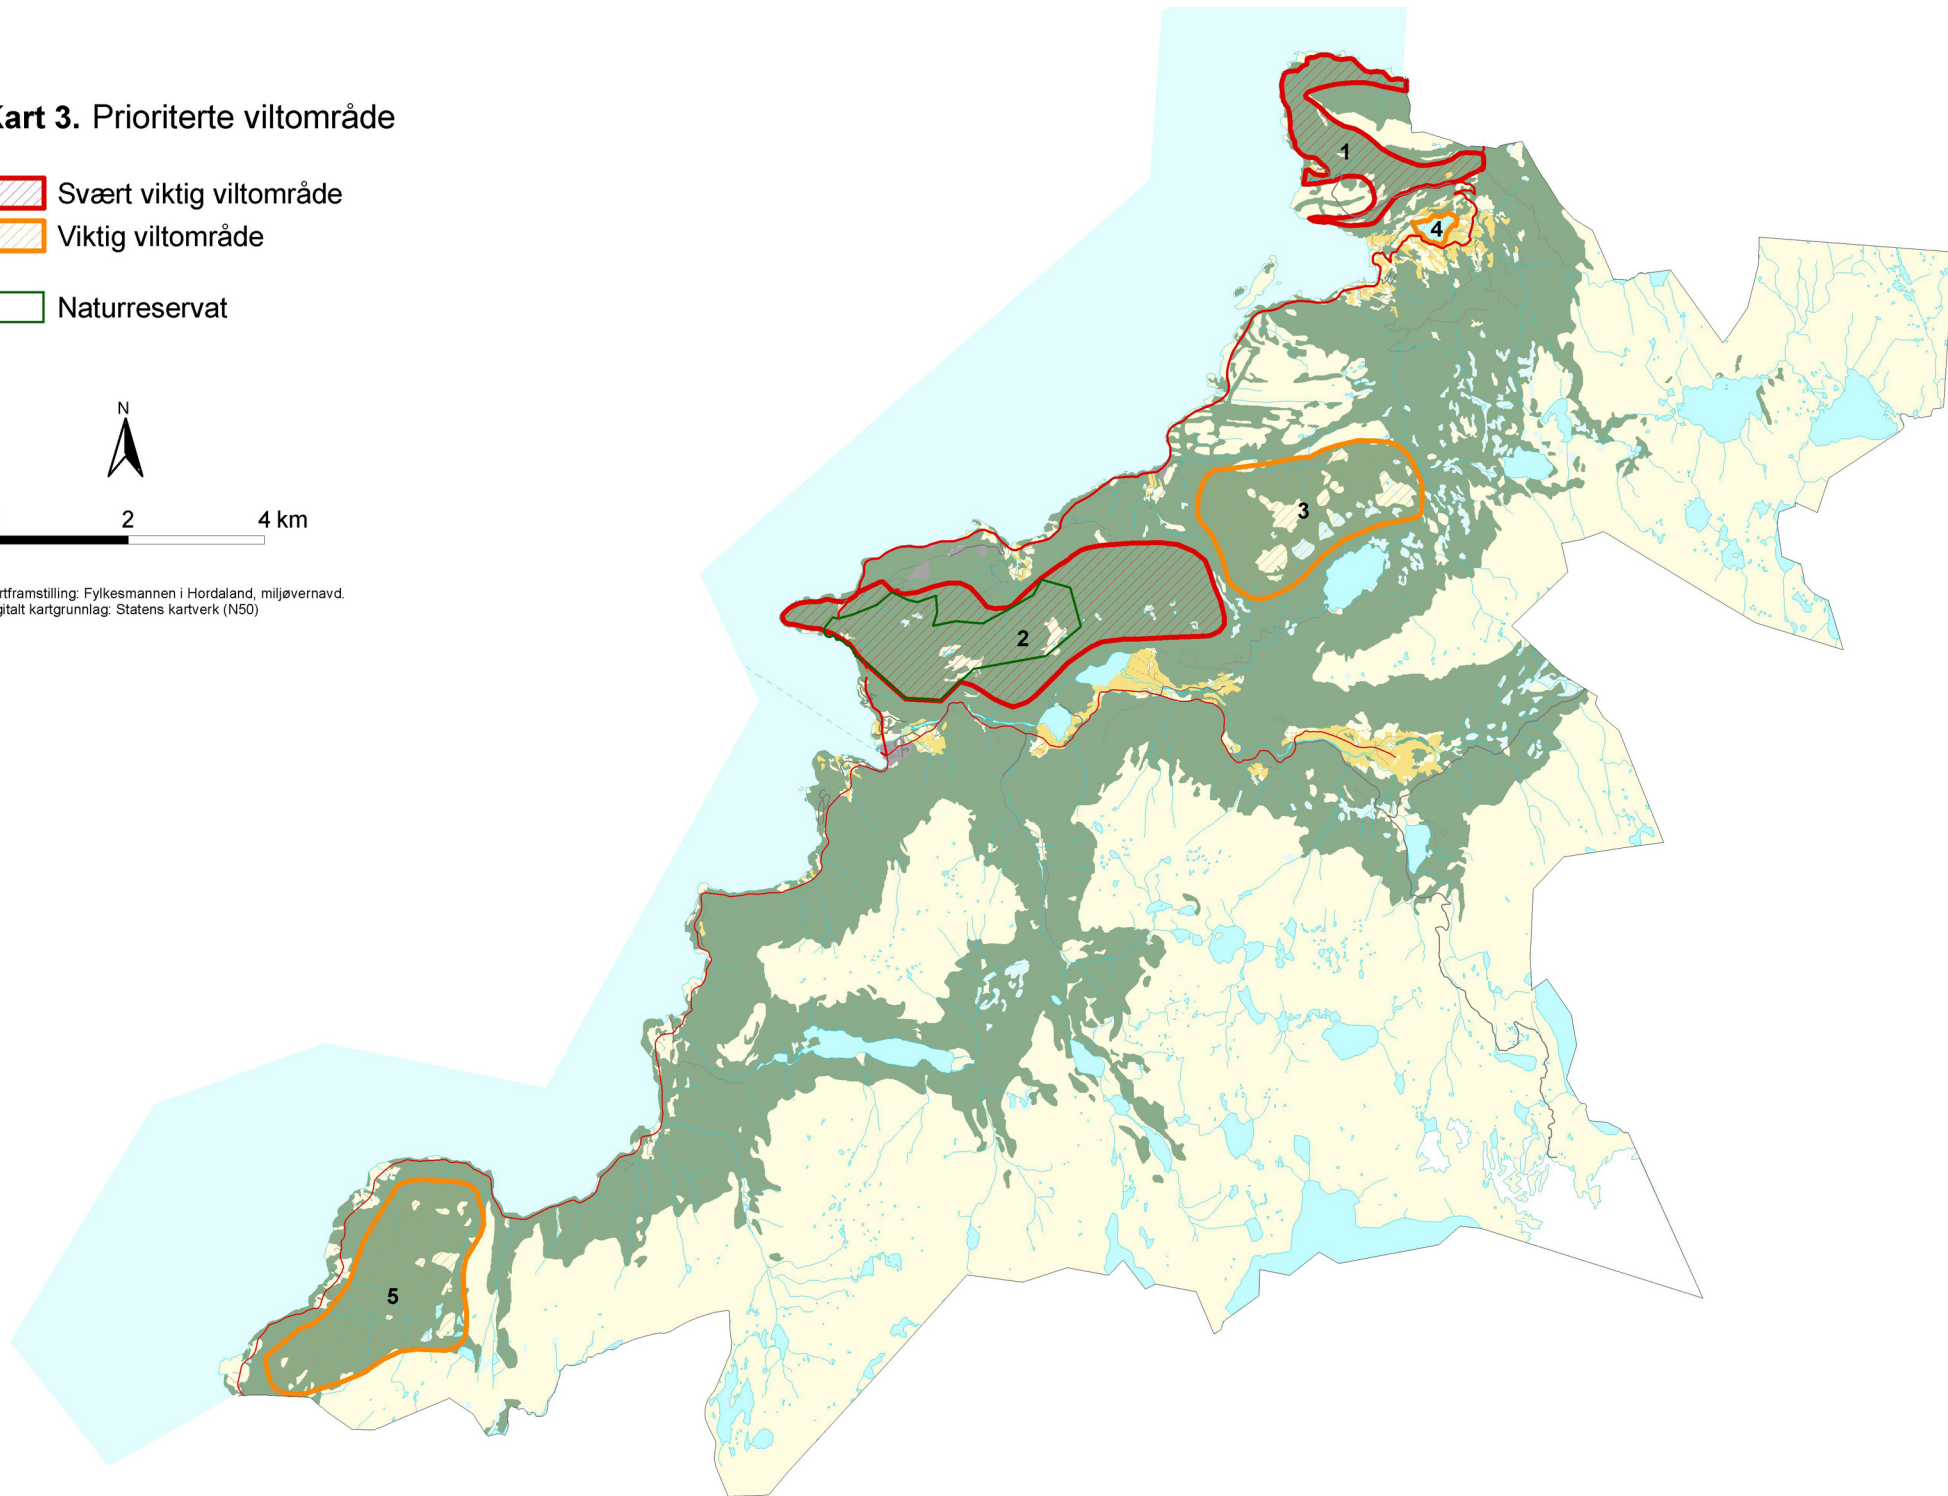 Kart 3. Prioriterte viltområde
Svært viktig viltområde
Viktig viltområde
Naturreservat
N
2 4 km
rtframstilling: Fylkesmannen i Hordaland, miljøvernavd.
gitalt kartgrunnlag: Statens kartverk (N50)
1
4
3
2
5